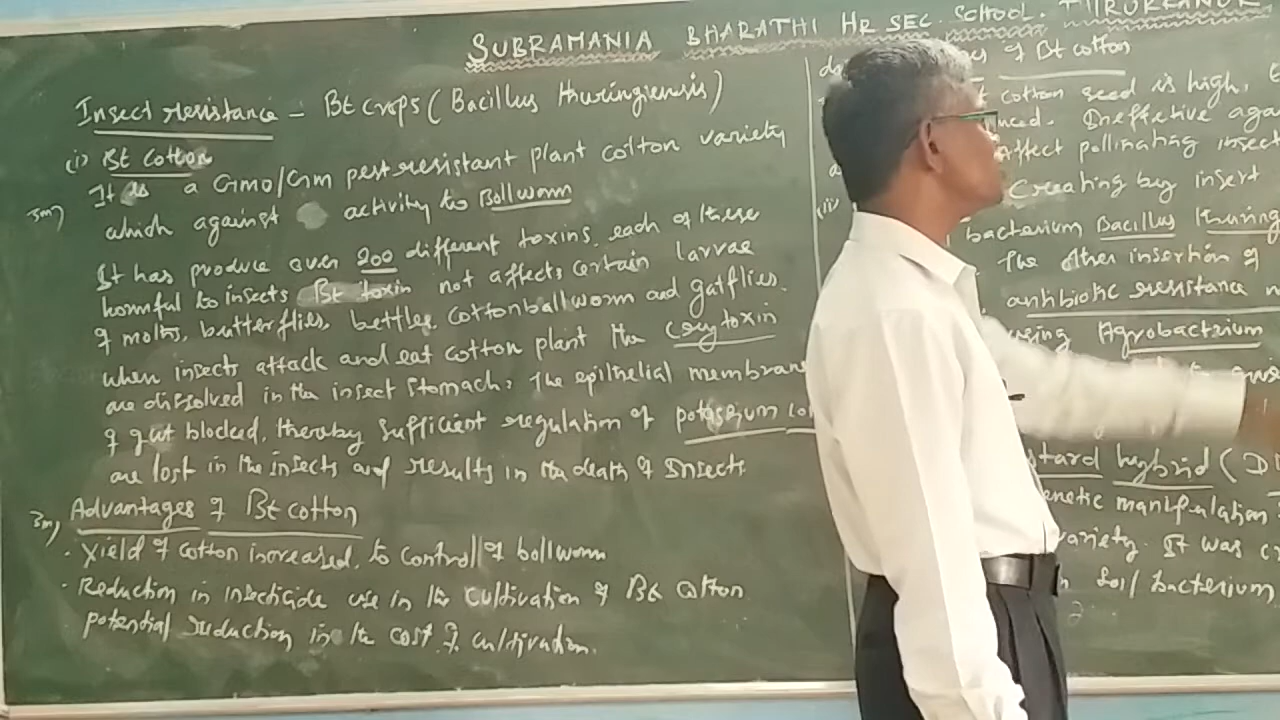 SUBRAMANIA BHARATHI HR SEC. SCHOOL.
Insect resistance - Bt crops (Bacillus thuringiensis)
(i) Bt cotton
It is a GMO/GM pest resistant plant cotton variety
3m) which against activity to Bollworm
It has produce over 200 different toxins each of these
harmful to insects Bt toxin not affects certain larvae
of moths, butterflies, bettles, cottonballworm and gatflies.
when insects attack and eat cotton plant the cry toxin
are dissolved in the insect stomach, The epithelial membrane
of gut blocked, thereby sufficient regulation of potassium
are lost in the insects and results in the death of Insects
3m) Advantages of Bt cotton
· Yield of cotton increased, to control of bollworm
· Reduction in insecticide use in the cultivation of Bt cotton
potential reduction in the cost of cultivation.
of Bt cotton
cotton seed is high,
Ineffective
Affect pollinating insect
(ii) Creating by insert
bacterium Bacillus
The other insertion of
antibiotic resistance
using Agrobacterium
hybrid (
manipulation
variety. It was
soil bacterium